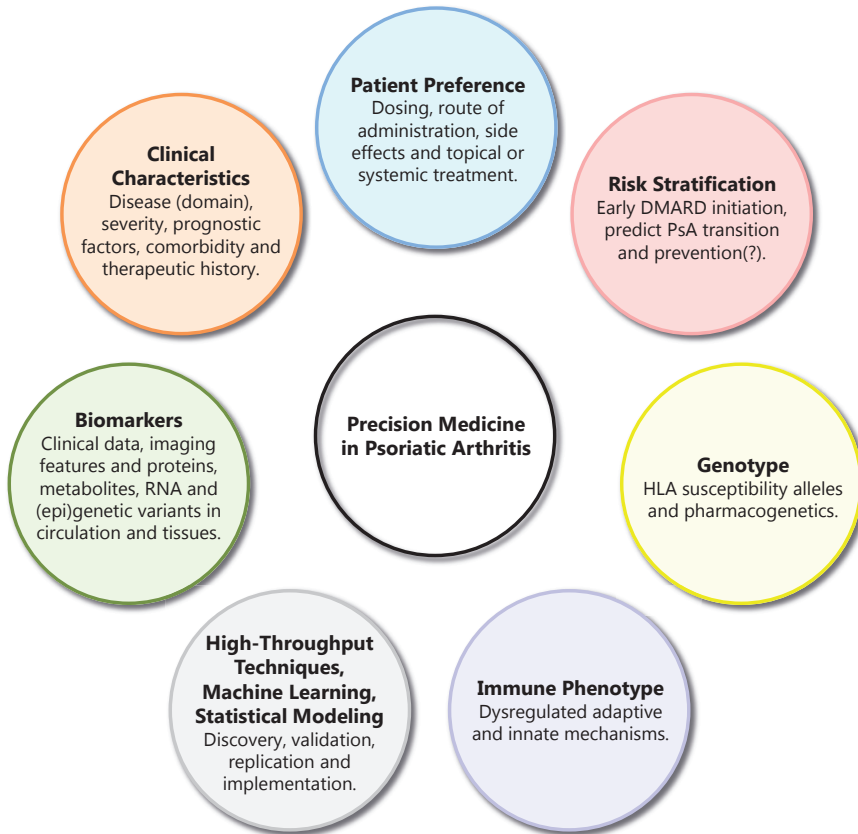 Patient Preference
Dosing, route of
administration, side
effects and topical or
systemic treatment.
Clinical
Characteristics
Disease (domain),
severity, prognostic
factors, comorbidity and
therapeutic history.
Risk Stratification
Early DMARD initiation,
predict PsA transition
and prevention(?).
Precision Medicine
in Psoriatic Arthritis
Biomarkers
Clinical data, imaging
features and proteins,
metabolites, RNA and
(epi)genetic variants in
circulation and tissues.
Genotype
HLA susceptibility alleles
and pharmacogenetics.
High-Throughput
Techniques,
Machine Learning,
Statistical Modeling
Discovery, validation,
replication and
implementation.
Immune Phenotype
Dysregulated adaptive
and innate mechanisms.